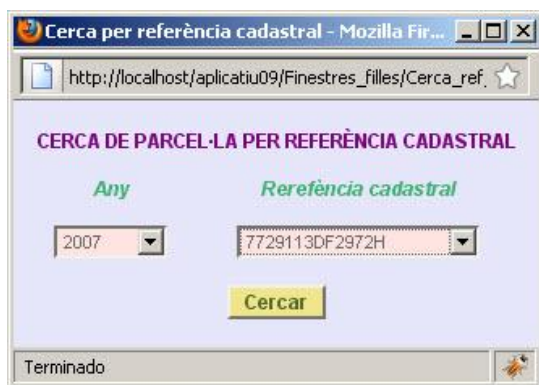 Cerca per referència cadastral - Mozilla Fir...
http://localhost/aplicatiu09/Finestres_filles/Cerca_ref_
CERCA DE PARCEL·LA PER REFERÈNCIA CADASTRAL
Any Rerefència cadastral
2007 7729113DF2972H
Cercar
Terminado